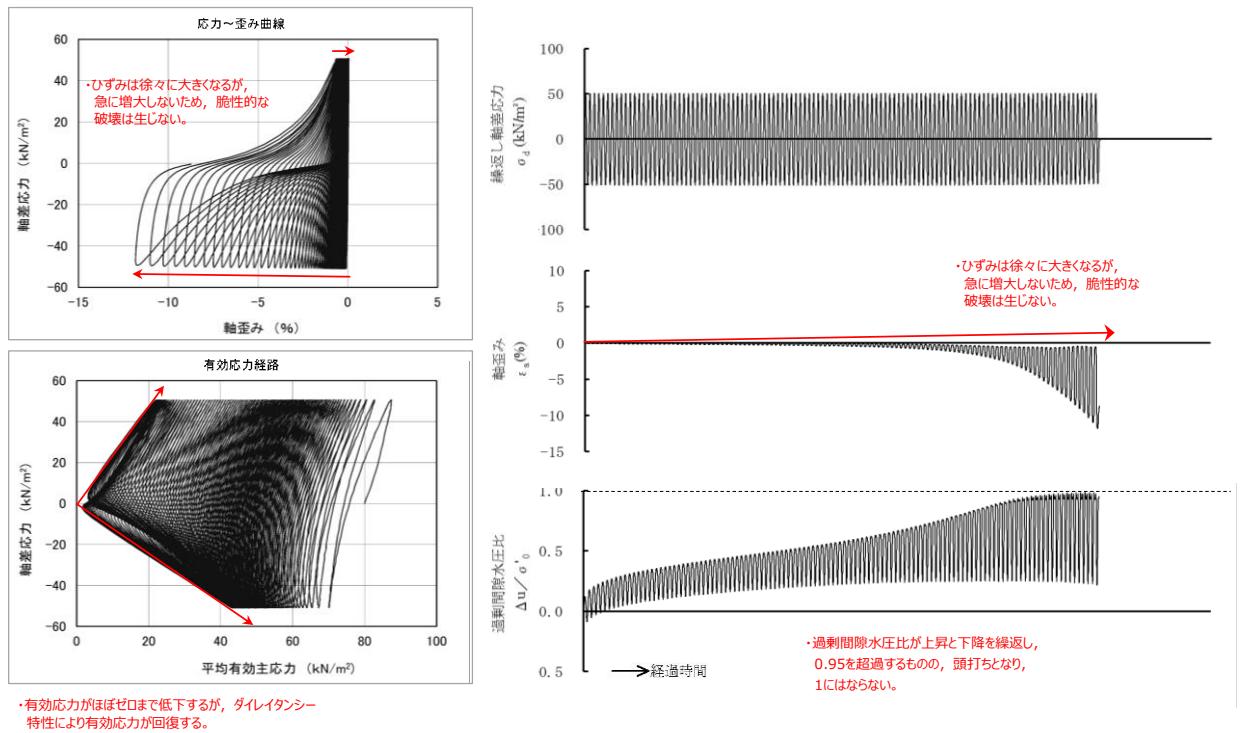 応力～歪み曲線
60
40
20
0
-20
-40
-60
-15
-10
-5
0
5
軸差応力 (kN/m²)
軸歪み (%)
・ひずみは徐々に大きくなるが，
急に増大しないため，脆性的な
破壊は生じない。
有効応力経路
60
40
20
0
-20
-40
-60
0
20
40
60
80
100
軸差応力 (kN/m²)
平均有効主応力 (kN/m²)
・有効応力がほぼゼロまで低下するが，ダイレイタンシー
特性により有効応力が回復する。
100
50
0
-50
100
繰返し軸差応力
σd(kN/m²)
・ひずみは徐々に大きくなるが，
急に増大しないため，脆性的な
破壊は生じない。
10
5
0
-5
-10
-15
軸歪み
εa(%)
1.0
0.5
0.0
0.5
過剰間隙水圧比
Δu/σ'0
経過時間
・過剰間隙水圧比が上昇と下降を繰返し，
0.95を超過するものの，頭打ちとなり，
1にはならない。